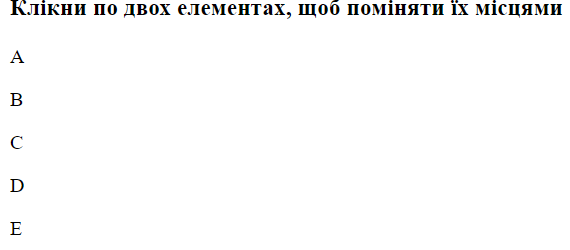 Клікни по двох елементах, щоб поміняти їх місцями
A
B
C
D
E